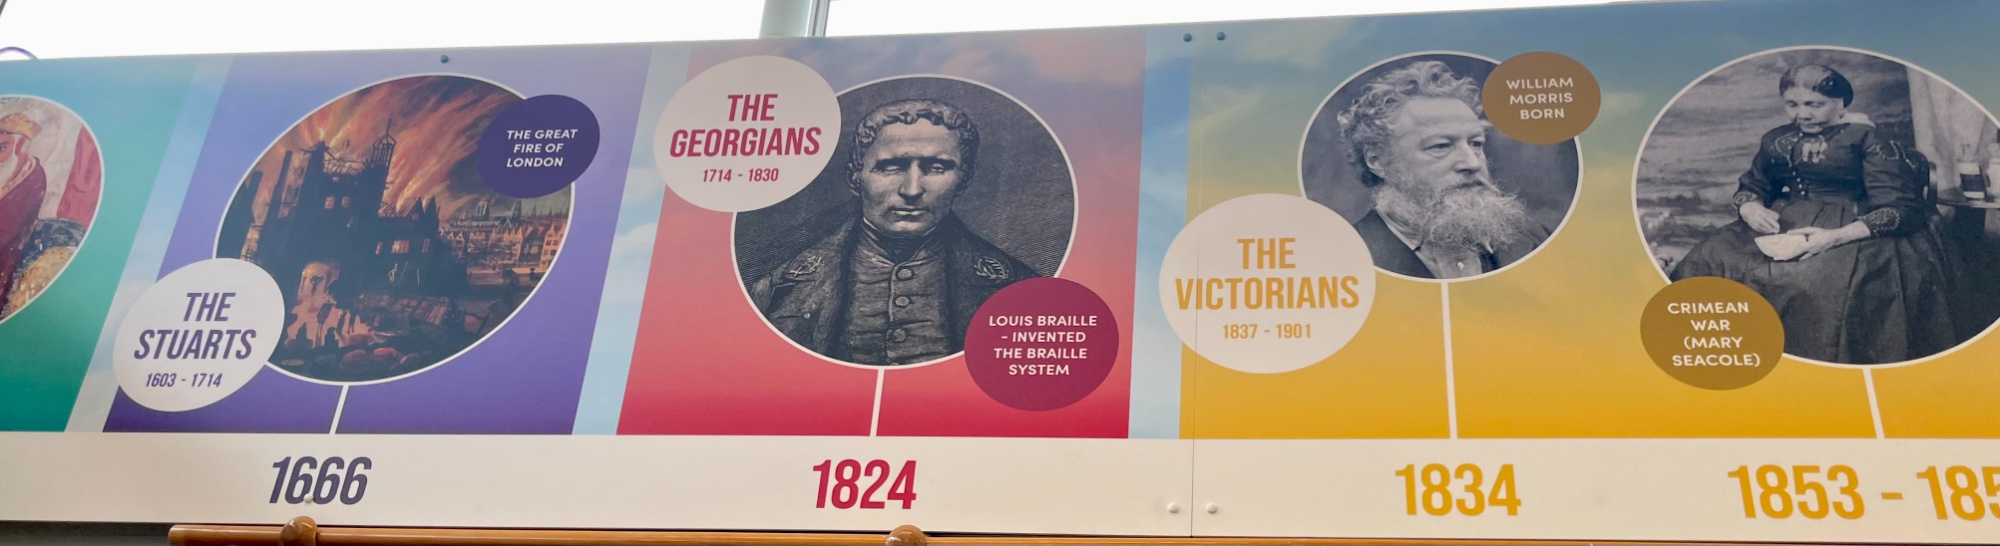 THE GREAT
FIRE OF
LONDON
THE
STUARTS
1603 - 1714
1666
THE
GEORGIANS
1714 - 1830
LOUIS BRAILLE
- INVENTED
THE BRAILLE
SYSTEM
1824
WILLIAM
MORRIS
BORN
THE
VICTORIANS
1837 - 1901
1834
CRIMEAN
WAR
(MARY
SEACOLE)
1853 -